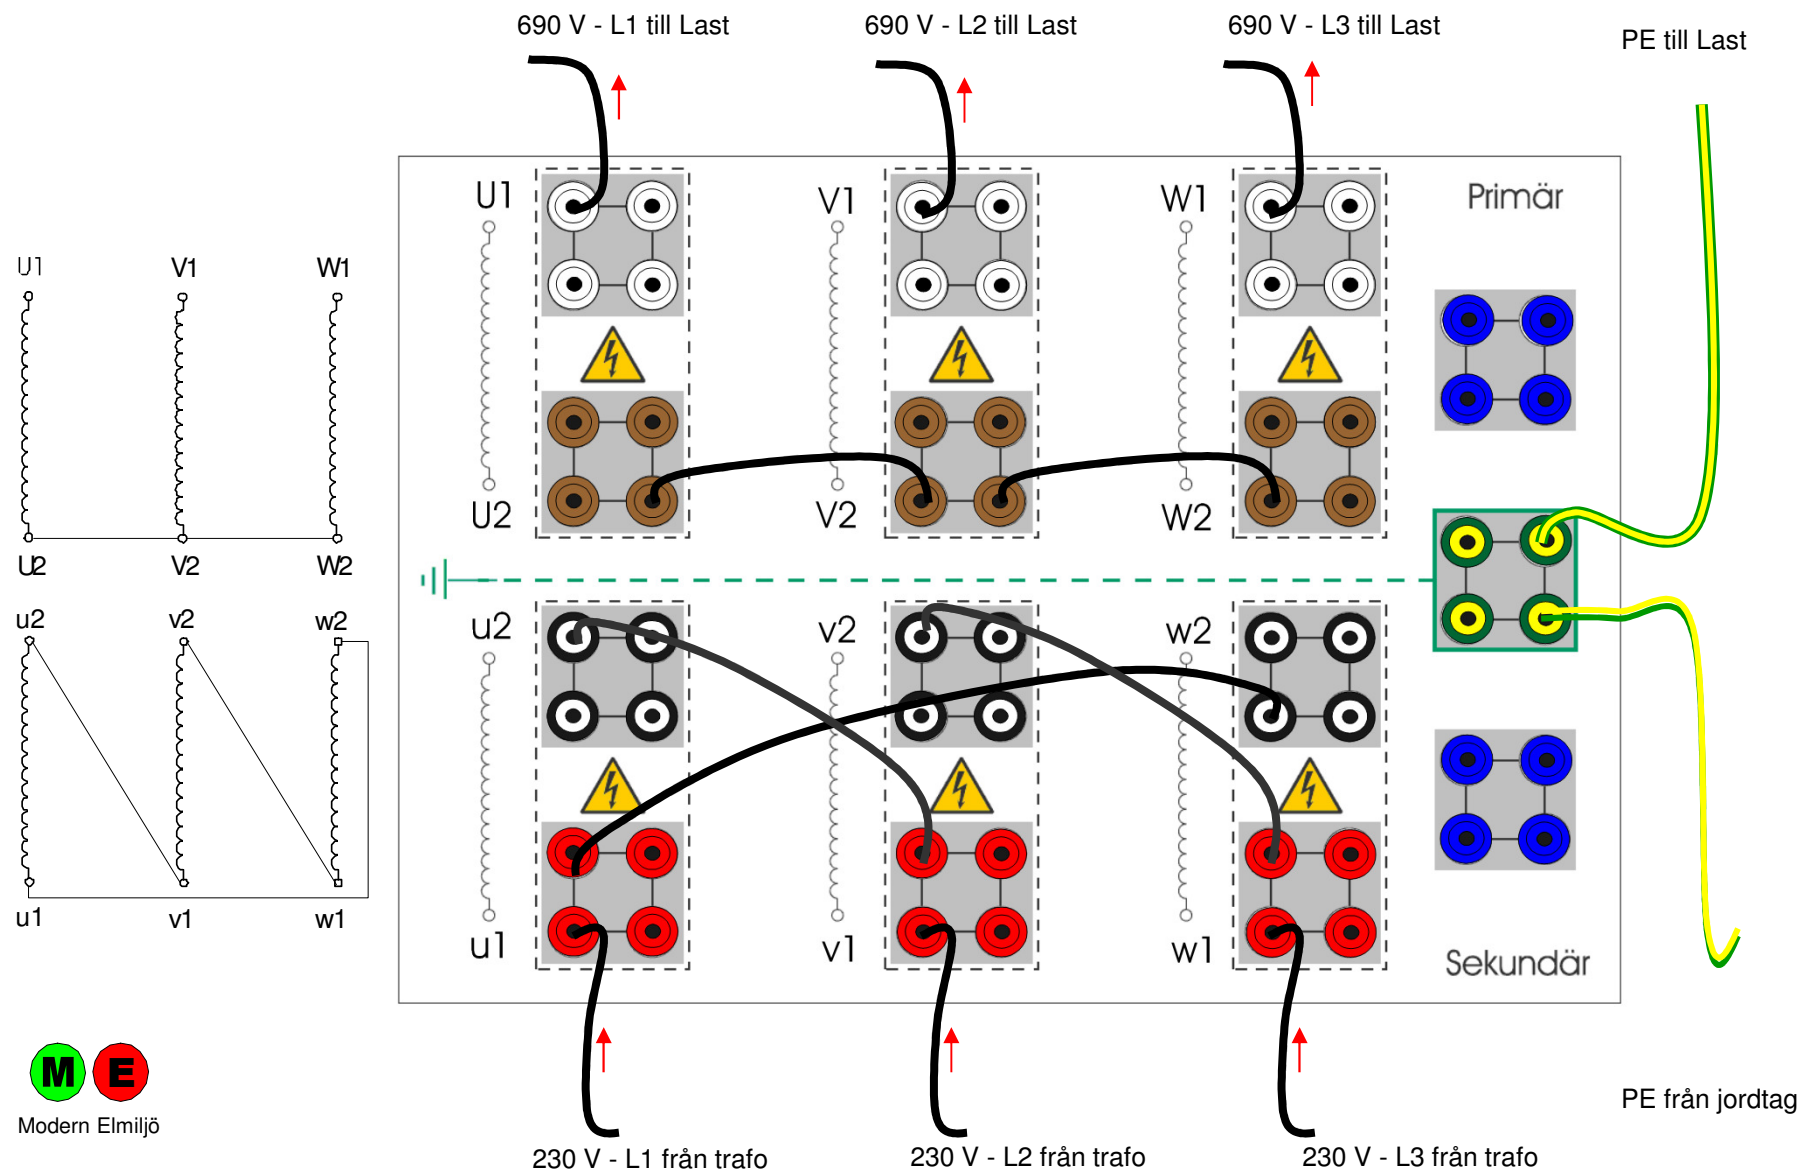 690 V - L1 till Last
690 V - L2 till Last
690 V - L3 till Last
PE till Last
U1
V1
W1
Primär
U1
V1
W1
U2
V2
W2
U2
V2
W2
u2
v2
w2
u2
v2
w2
u1
v1
w1
u1
v1
w1
Sekundär
M E
Modern Elmiljö
PE från jordtag
230 V - L1 från trafo
230 V - L2 från trafo
230 V - L3 från trafo